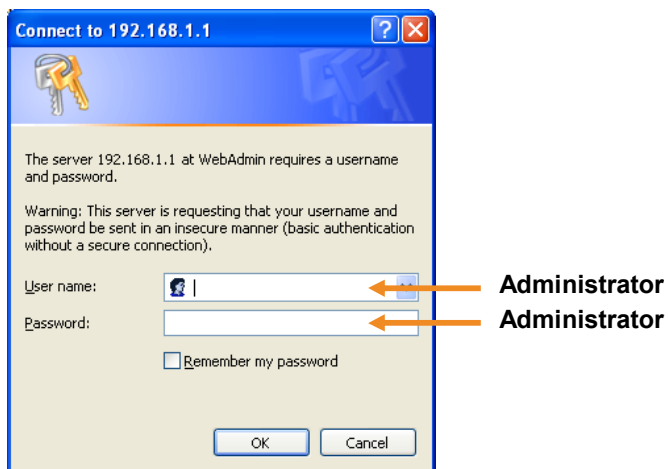 Connect to 192.168.1.1
The server 192.168.1.1 at WebAdmin requires a username
and password.
Warning: This server is requesting that your username and
password be sent in an insecure manner (basic authentication
without a secure connection).
User name:
Administrator
Password:
Administrator
Remember my password
OK
Cancel